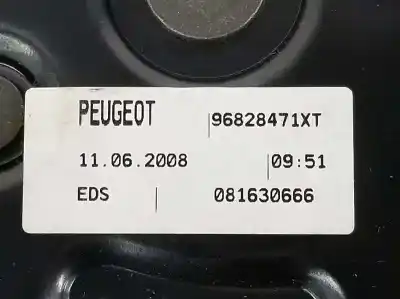 PEUGEOT |96828471XT
11.06.2008 |09:51
EDS | 081630666